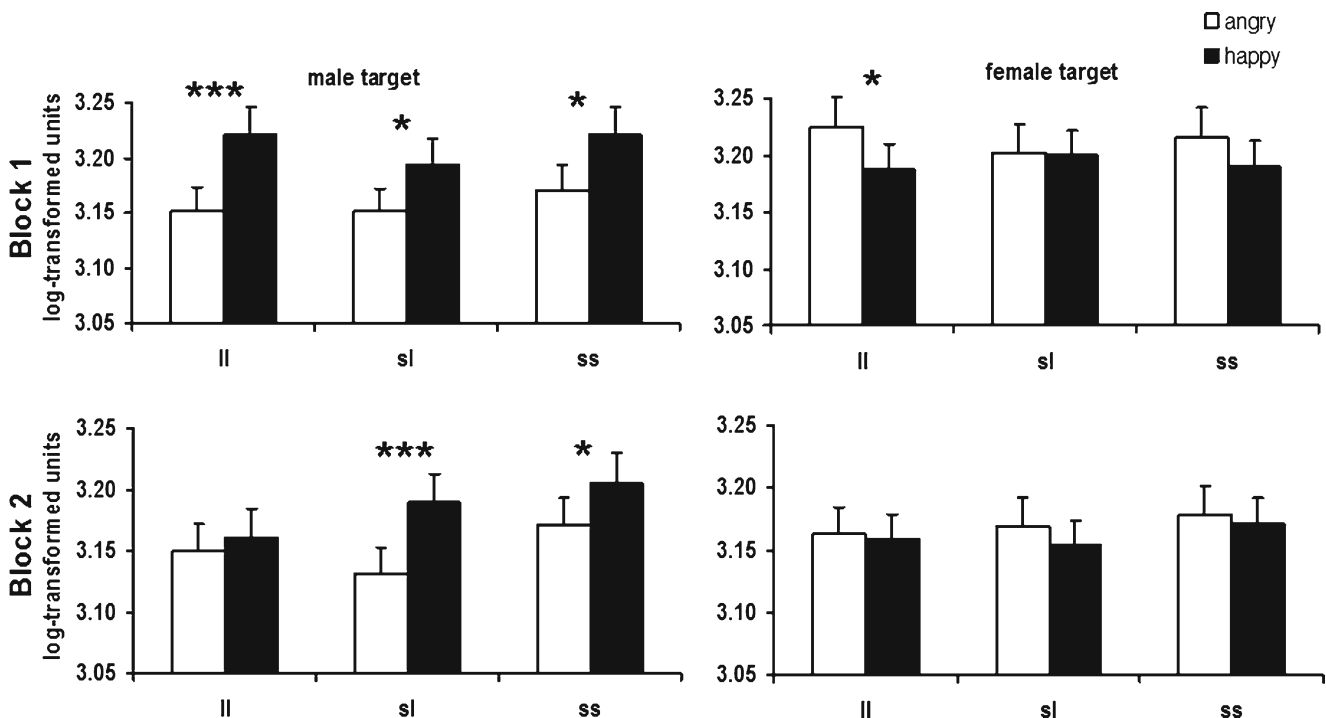 angry
happy
male target
female target
Block 1
log-transformed units
3.25
3.20
3.15
3.10
3.05
***
*
*
ll
sl
ss
3.25
3.20
3.15
3.10
3.05
*
ll
sl
ss
Block 2
log-transformed units
3.25
3.20
3.15
3.10
3.05
***
*
ll
sl
ss
3.25
3.20
3.15
3.10
3.05
ll
sl
ss